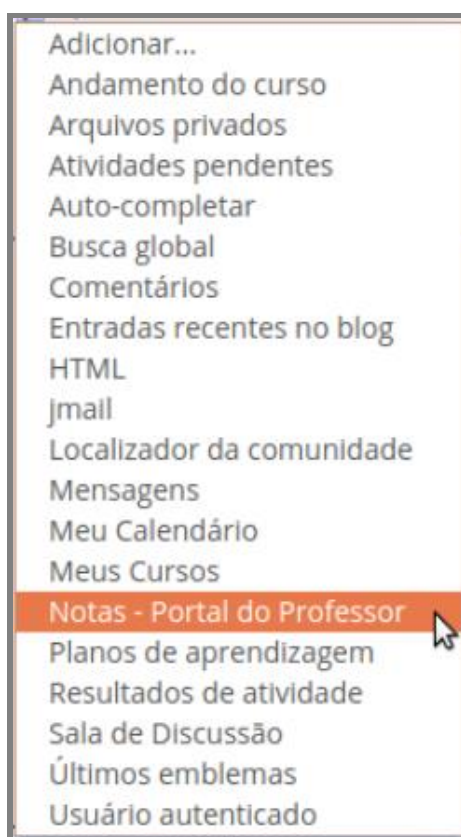 Adicionar...
Andamento do curso
Arquivos privados
Atividades pendentes
Auto-completar
Busca global
Comentários
Entradas recentes no blog
HTML
jmail
Localizador da comunidade
Mensagens
Meu Calendário
Meus Cursos
Notas - Portal do Professor
Planos de aprendizagem
Resultados de atividade
Sala de Discussão
Últimos emblemas
Usuário autenticado